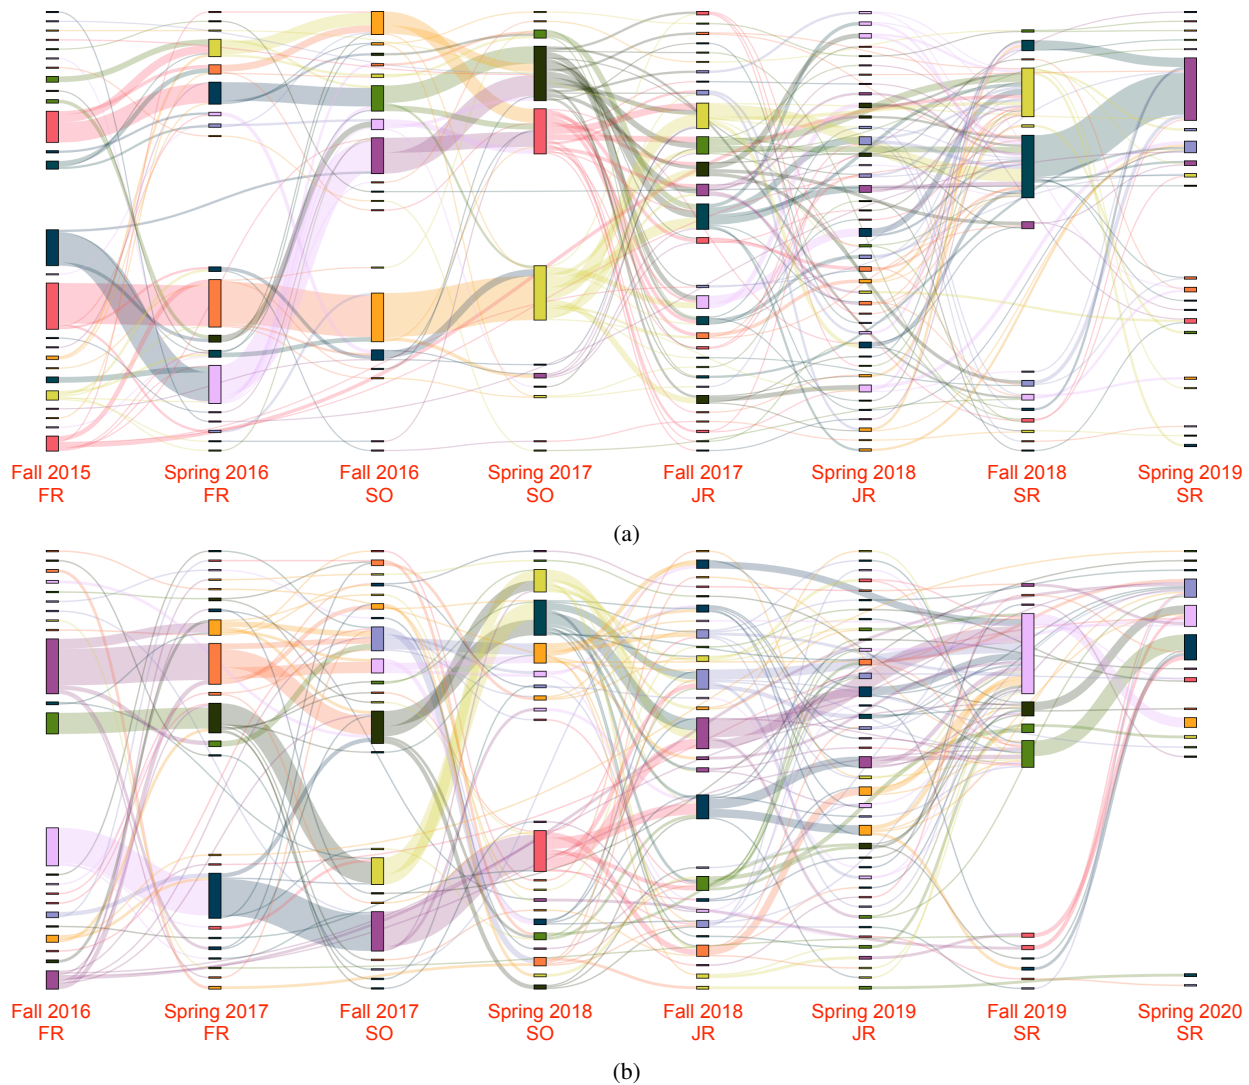 Fall 2015 Spring 2016 Fall 2016 Spring 2017 Fall 2017 Spring 2018 Fall 2018 Spring 2019
FR FR SO SO JR JR SR SR
(a)
Fall 2016 Spring 2017 Fall 2017 Spring 2018 Fall 2018 Spring 2019 Fall 2019 Spring 2020
FR FR SO SO JR JR SR SR
(b)